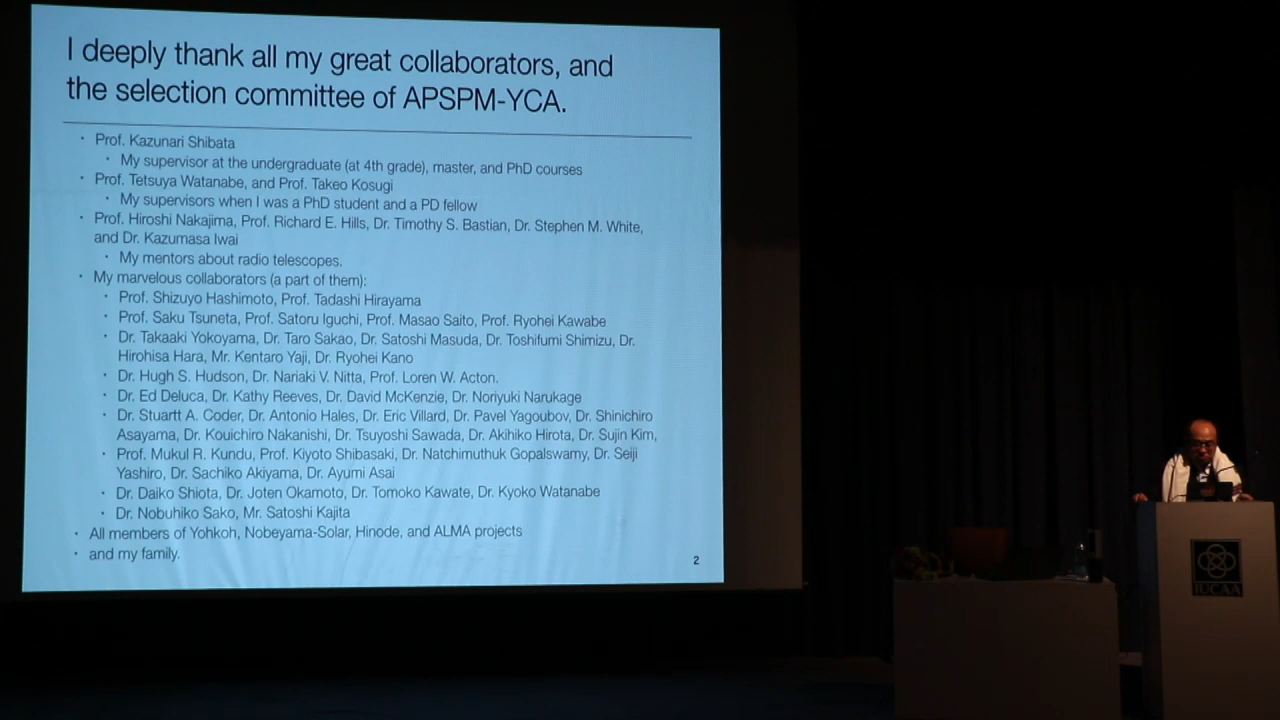 I deeply thank all my great collaborators, and
the selection committee of APSPM-YCA.
• Prof. Kazunari Shibata
• My supervisor at the undergraduate (at 4th grade), master, and PhD courses
• Prof. Tetsuya Watanabe, and Prof. Takeo Kosugi
• My supervisors when I was a PhD student and a PD fellow
• Prof. Hiroshi Nakajima, Prof. Richard E. Hills, Dr. Timothy S. Bastian, Dr. Stephen M. White,
and Dr. Kazumasa Iwai
• My mentors about radio telescopes.
• My marvelous collaborators (a part of them):
• Prof. Shizuyo Hashimoto, Prof. Tadashi Hirayama
• Prof. Saku Tsuneta, Prof. Satoru Iguchi, Prof. Masao Saito, Prof. Ryohei Kawabe
• Dr. Takaaki Yokoyama, Dr. Taro Sakao, Dr. Satoshi Masuda, Dr. Toshifumi Shimizu, Dr.
Hirohisa Hara, Mr. Kentaro Yaji, Dr. Ryohei Kano
• Dr. Hugh S. Hudson, Dr. Nariaki V. Nitta, Prof. Loren W. Acton.
• Dr. Ed Deluca, Dr. Kathy Reeves, Dr. David McKenzie, Dr. Noriyuki Narukage
• Dr. Stuartt A. Coder, Dr. Antonio Hales, Dr. Eric Villard, Dr. Pavel Yagoubov, Dr. Shinichiro
Asayama, Dr. Kouichiro Nakanishi, Dr. Tsuyoshi Sawada, Dr. Akihiko Hirota, Dr. Sujin Kim,
• Prof. Mukul R. Kundu, Prof. Kiyoto Shibasaki, Dr. Natchimuthuk Gopalswamy, Dr. Seiji
Yashiro, Dr. Sachiko Akiyama, Dr. Ayumi Asai
• Dr. Daiko Shiota, Dr. Joten Okamoto, Dr. Tomoko Kawate, Dr. Kyoko Watanabe
• Dr. Nobuhiko Sako, Mr. Satoshi Kajita
• All members of Yohkoh, Nobeyama-Solar, Hinode, and ALMA projects
• and my family.
2
IUCAA